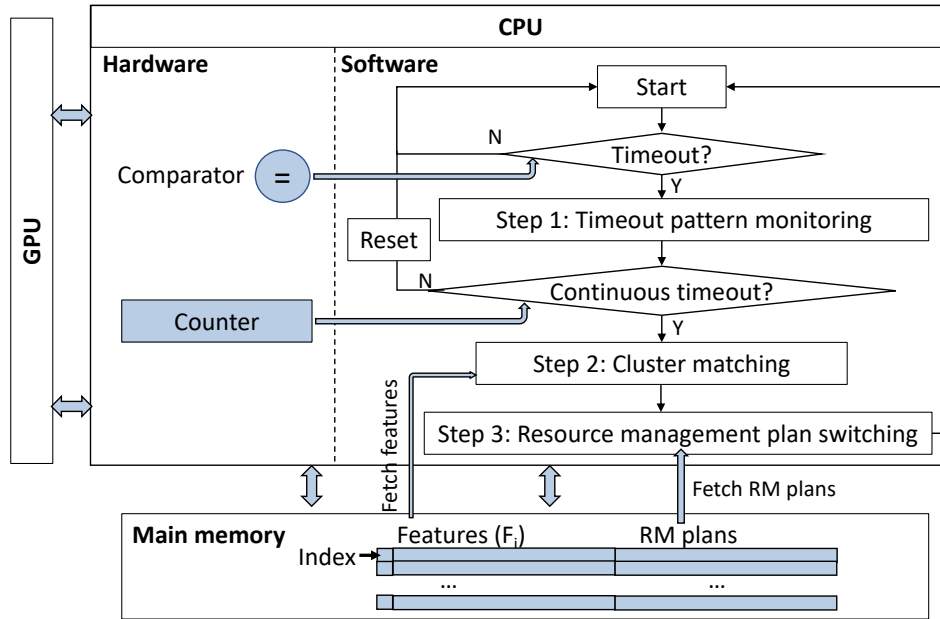 CPU
Hardware
Software
Start
N
Timeout?
Comparator
=
Y
Step 1: Timeout pattern monitoring
GPU
Reset
N
Continuous timeout?
Counter
Y
Step 2: Cluster matching
Fetch features
Step 3: Resource management plan switching
Fetch RM plans
Main memory
Features (Fi)
RM plans
Index
... ...